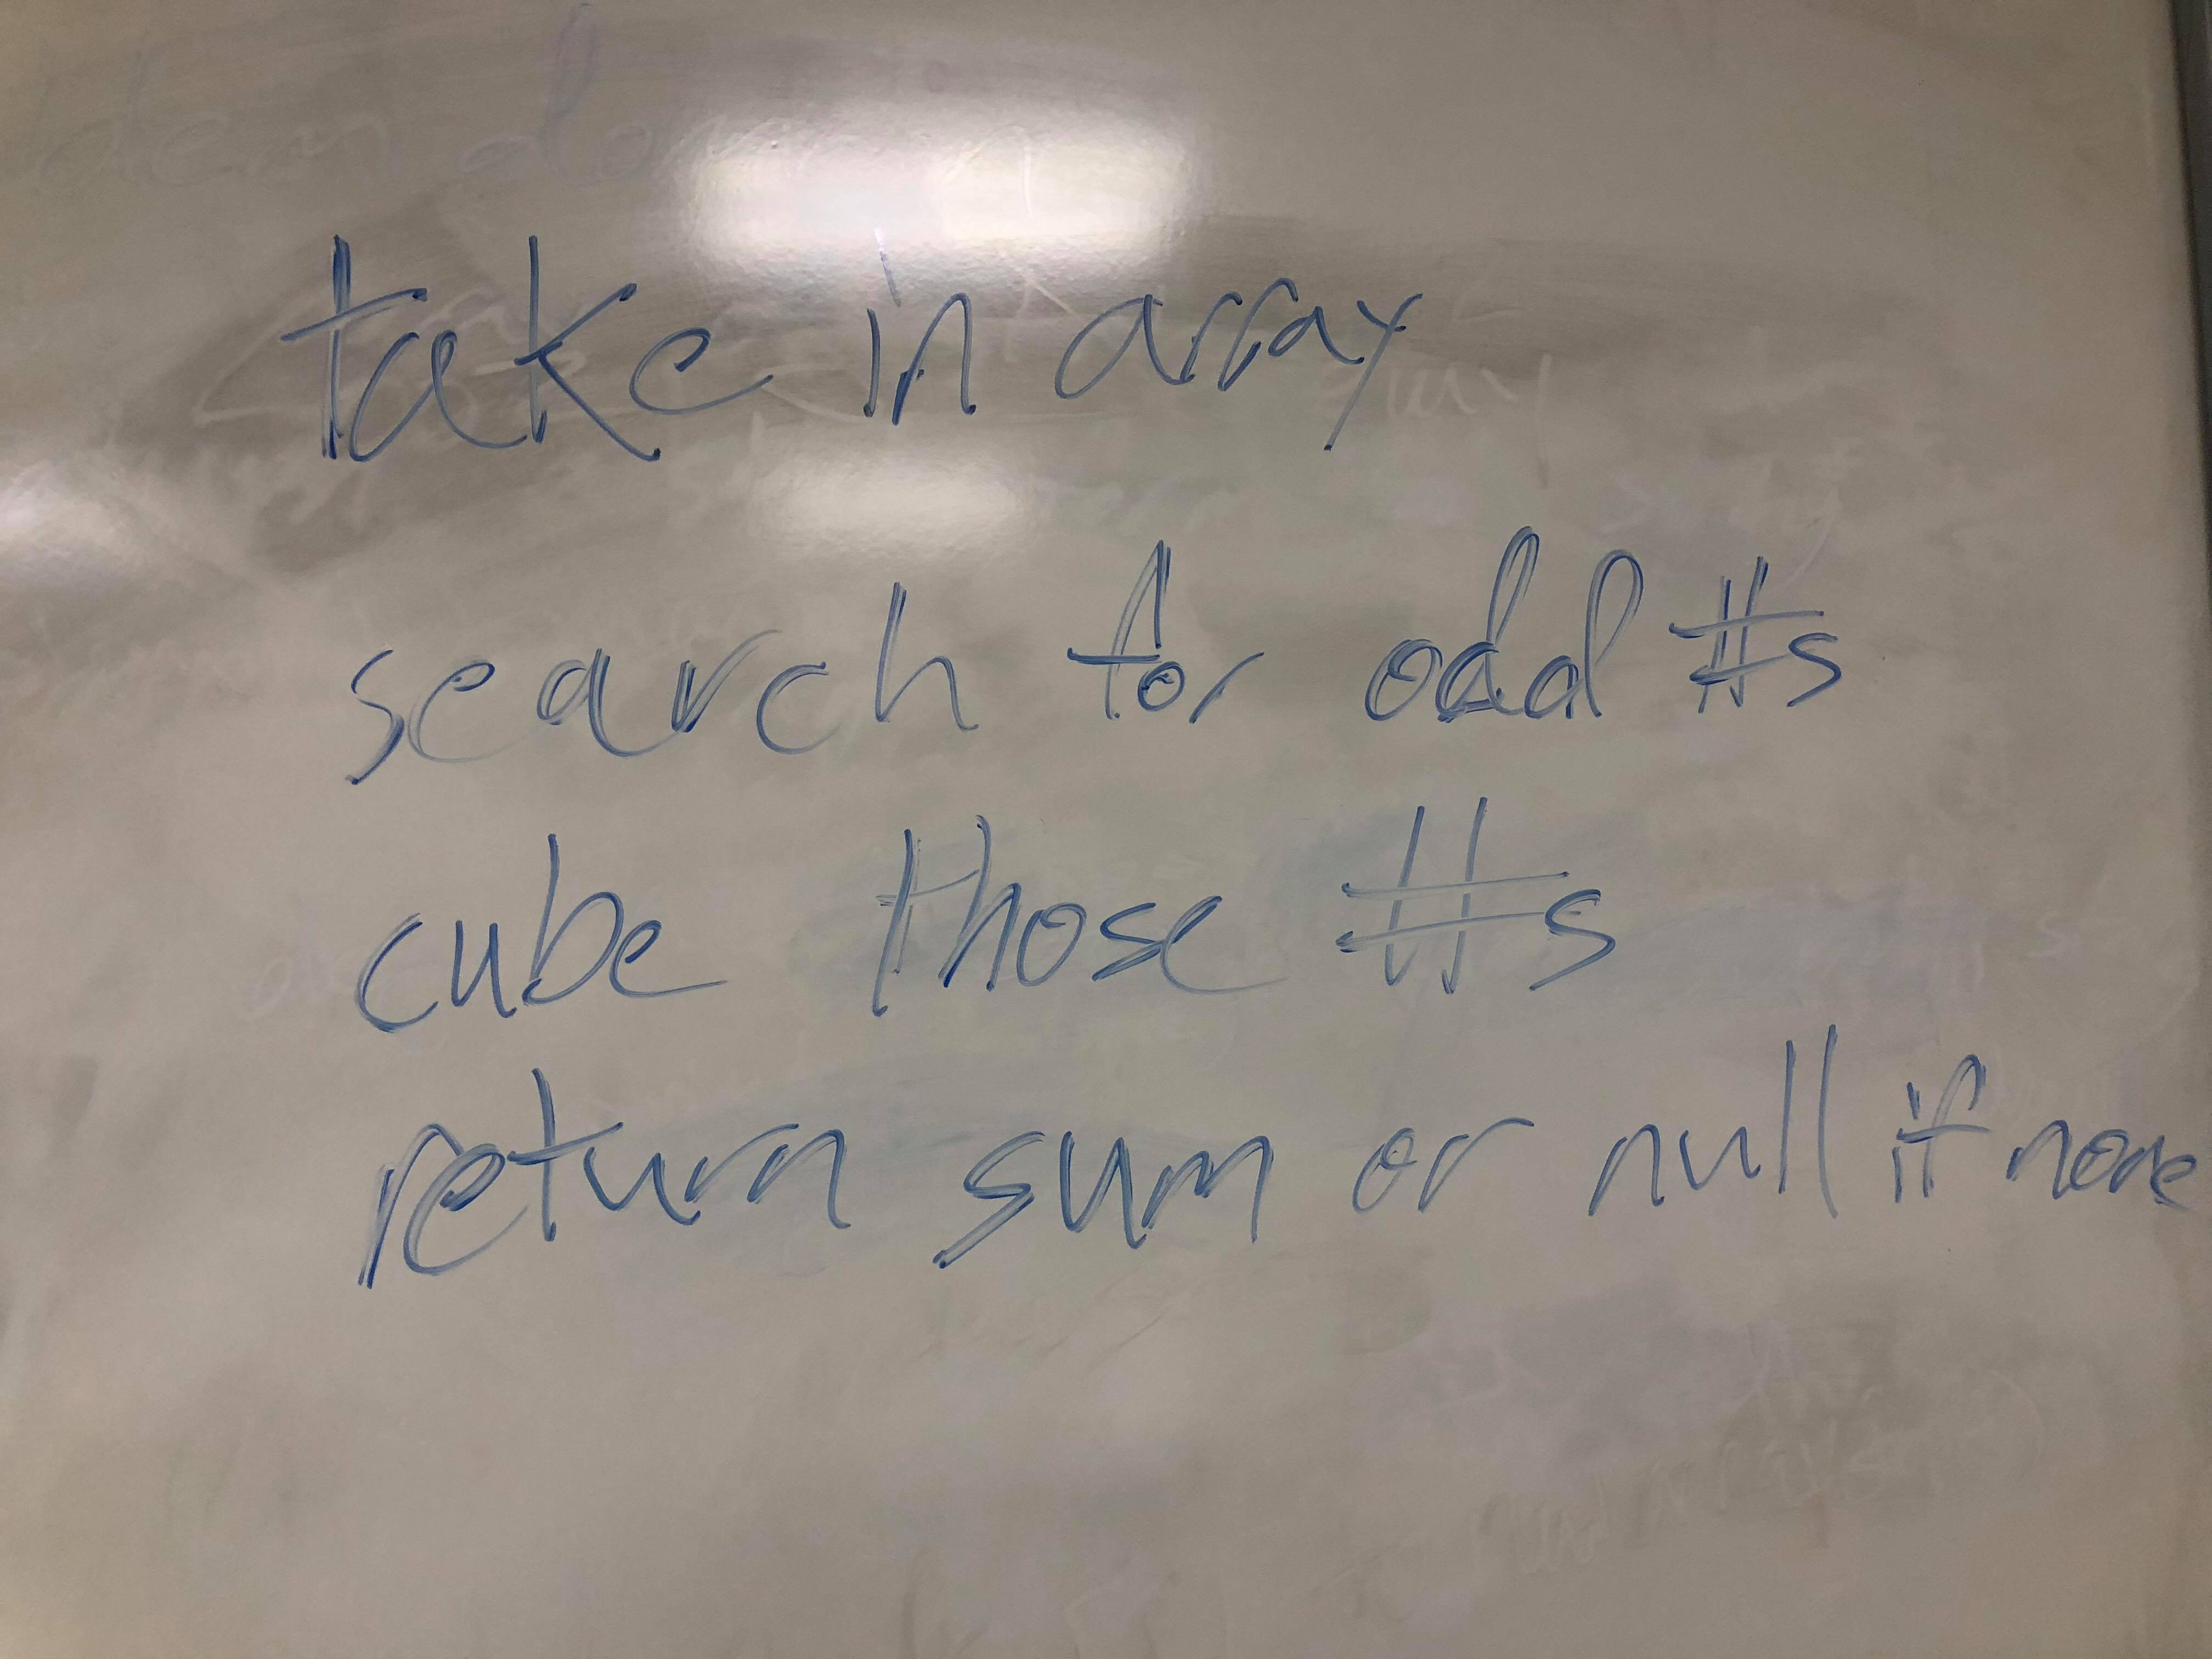 take in array
search for odd #s
cube those #s
return sum or null if none